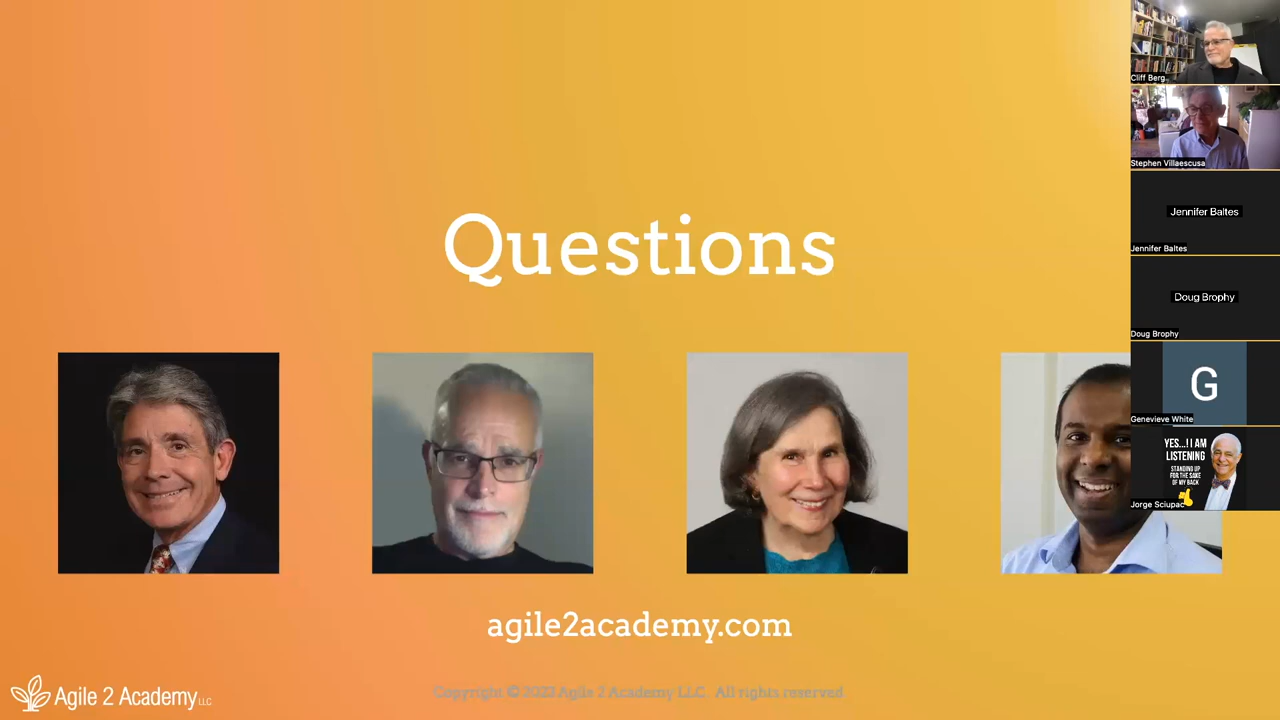 Questions
agile2academy.com
Agile 2 Academy LLC
Copyright © 2023 Agile 2 Academy LLC. All rights reserved
Cliff Berg
Stephen Villaescusa
Jennifer Baltes
Jennifer Baltes
Doug Brophy
Doug Brophy
G
Genevieve White
YES...! I AM
LISTENING
STANDING UP
FOR THE SAKE
OF MY BACK
Jorge Sciupac